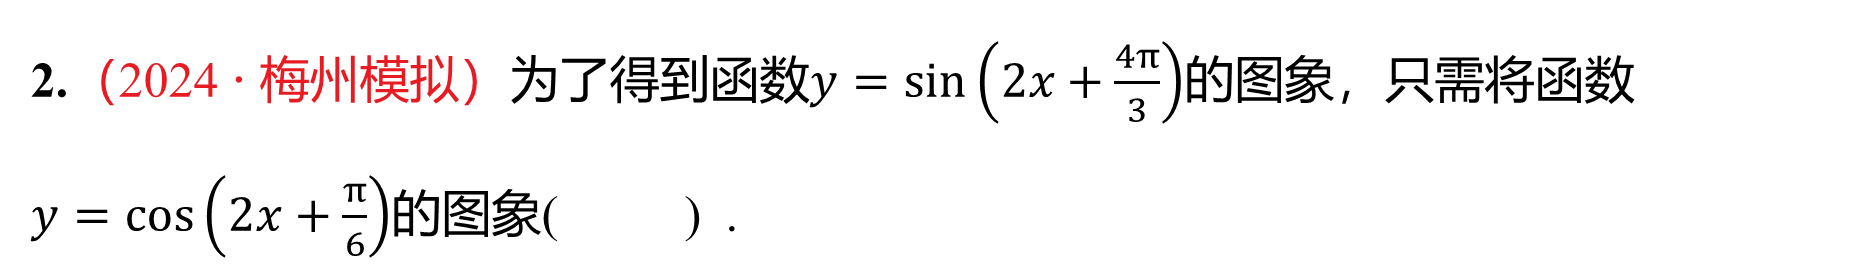 2.（2024·梅州模拟）为了得到函数y = sin(2x + 4π/3)的图象，只需将函数
y = cos(2x + π/6)的图象(    ).